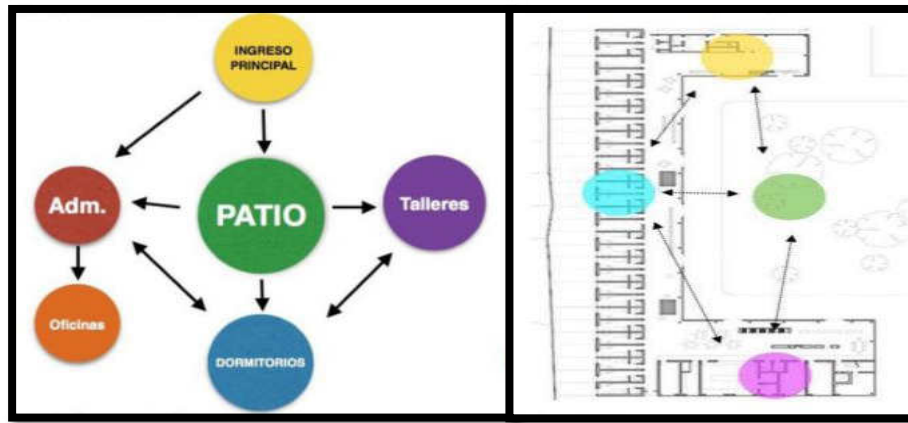 INGRESO
PRINCIPAL
Adm.
PATIO
Talleres
Oficinas
DORMITORIOS